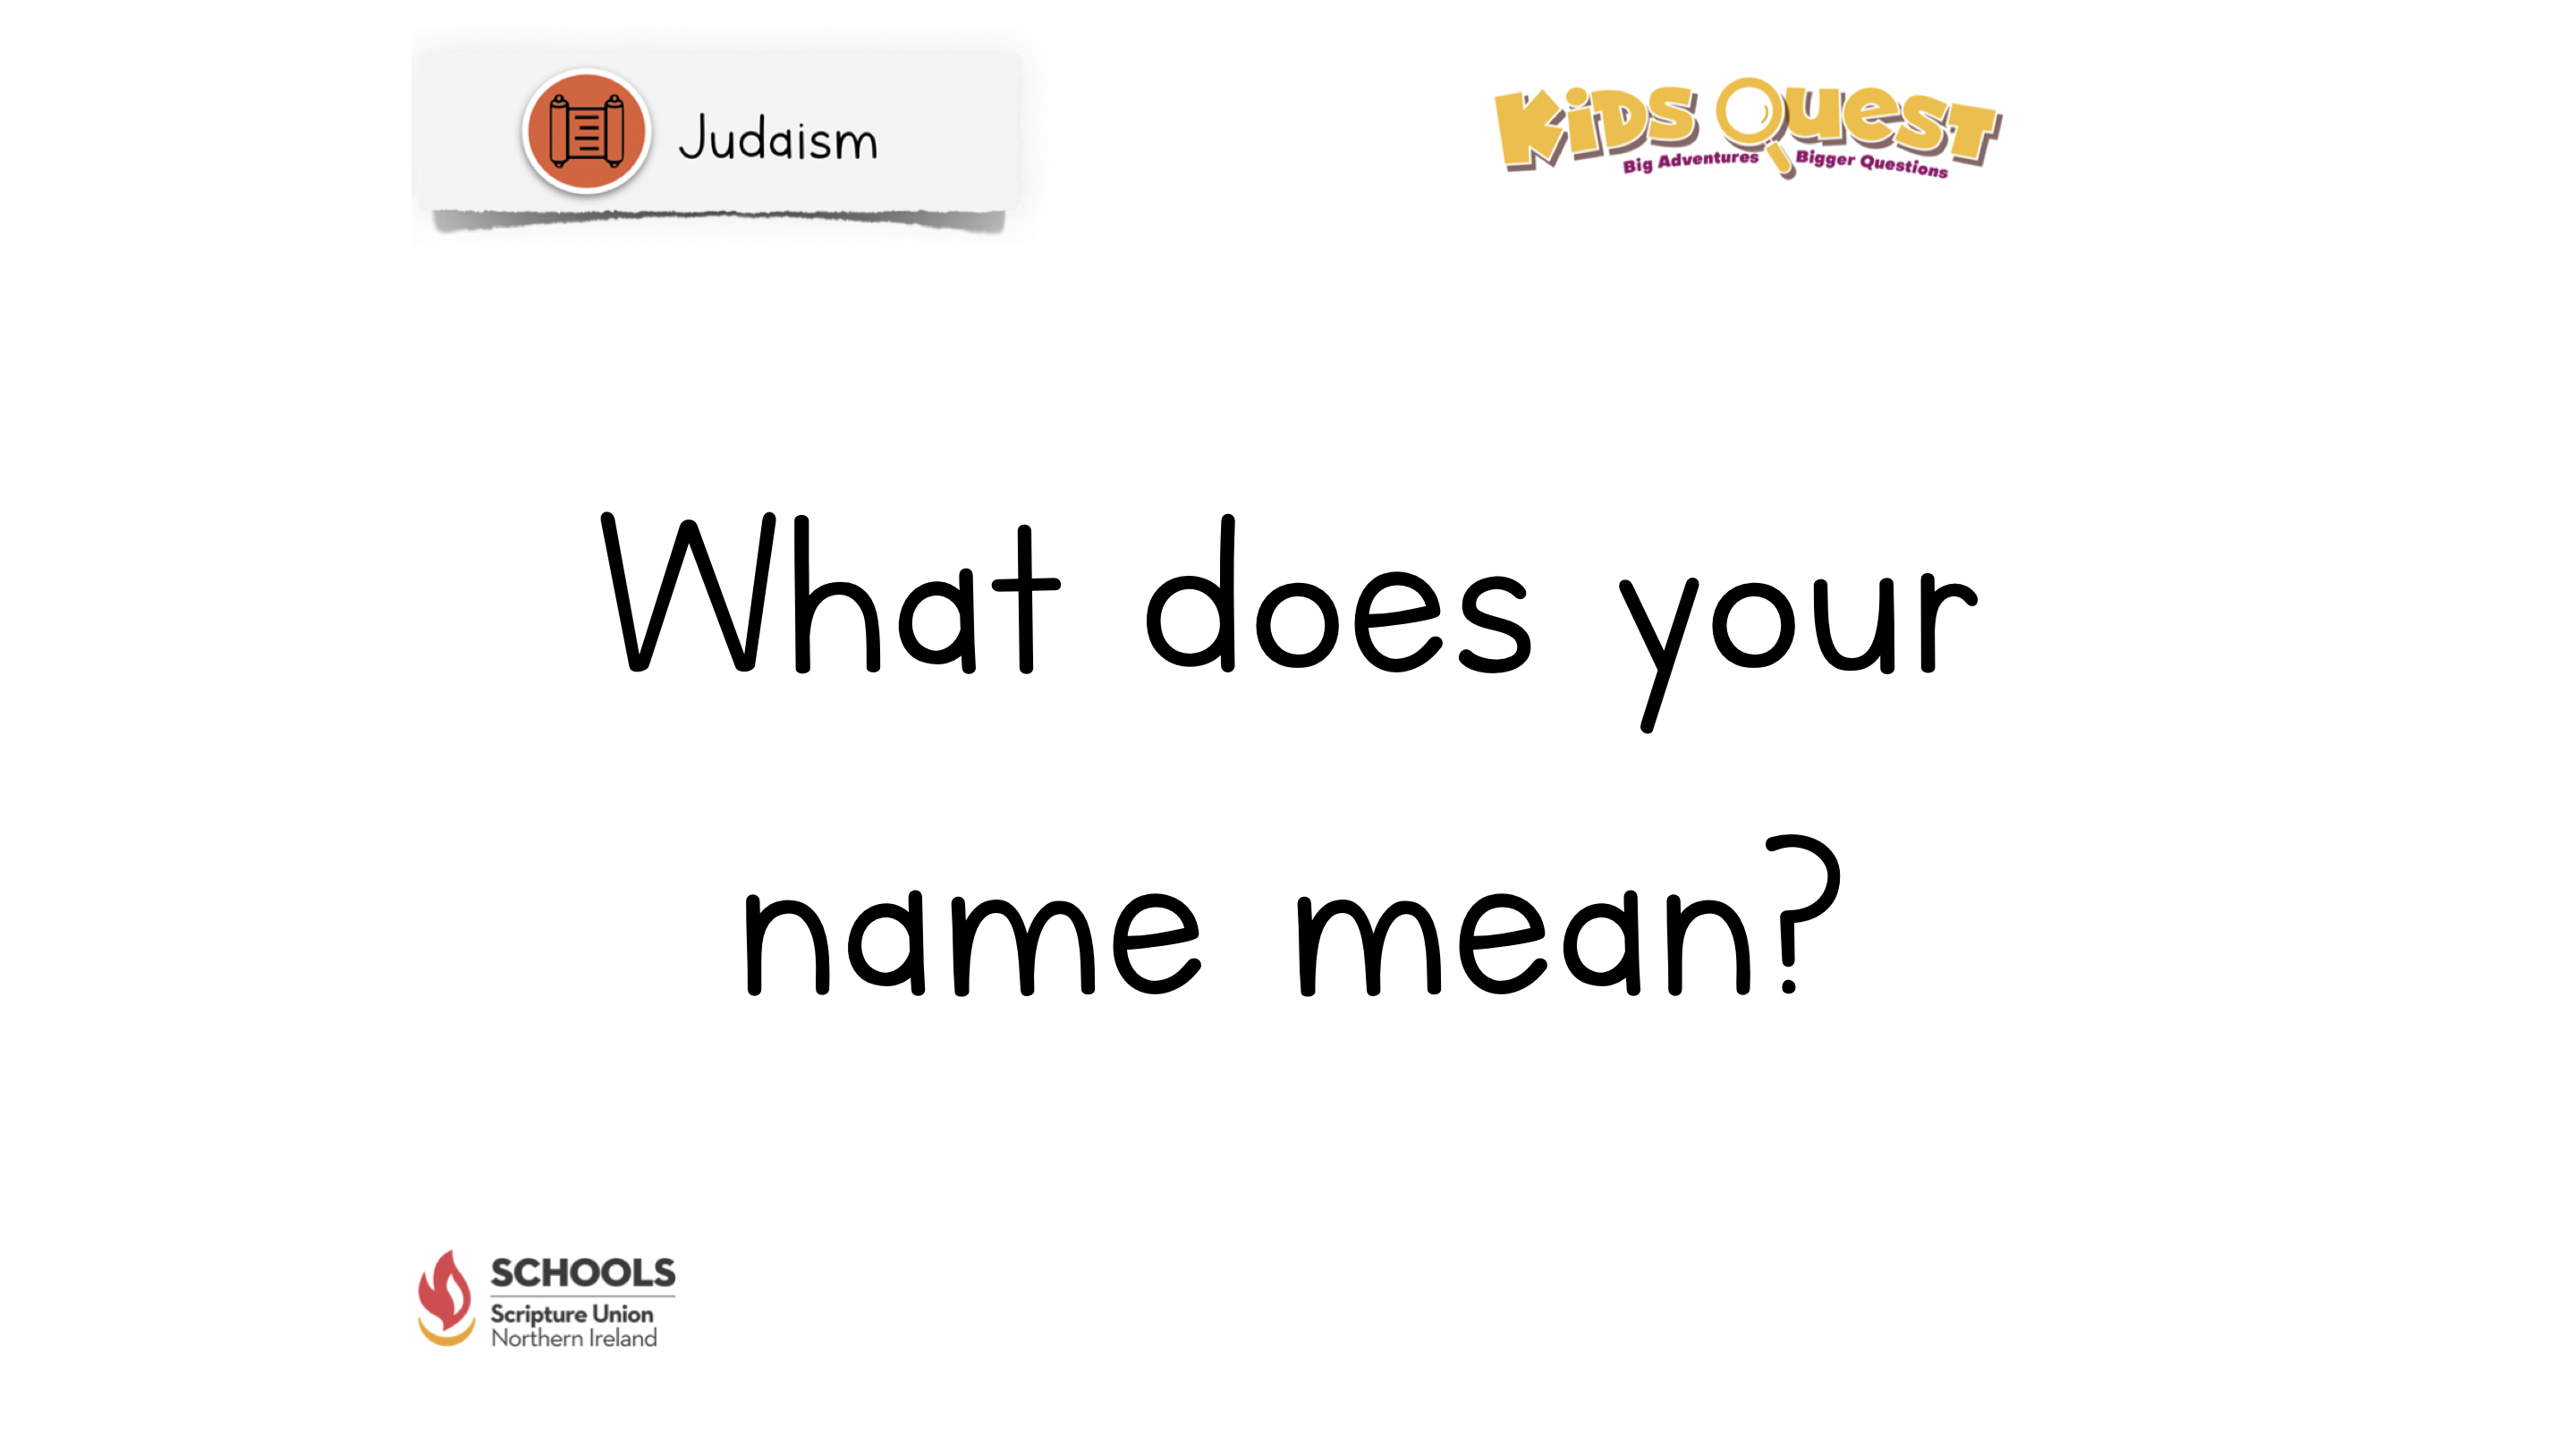 Judaism
KiDS QUEST
Big Adventures Bigger Questions
What does your
name mean?
SCHOOLS
Scripture Union
Northern Ireland